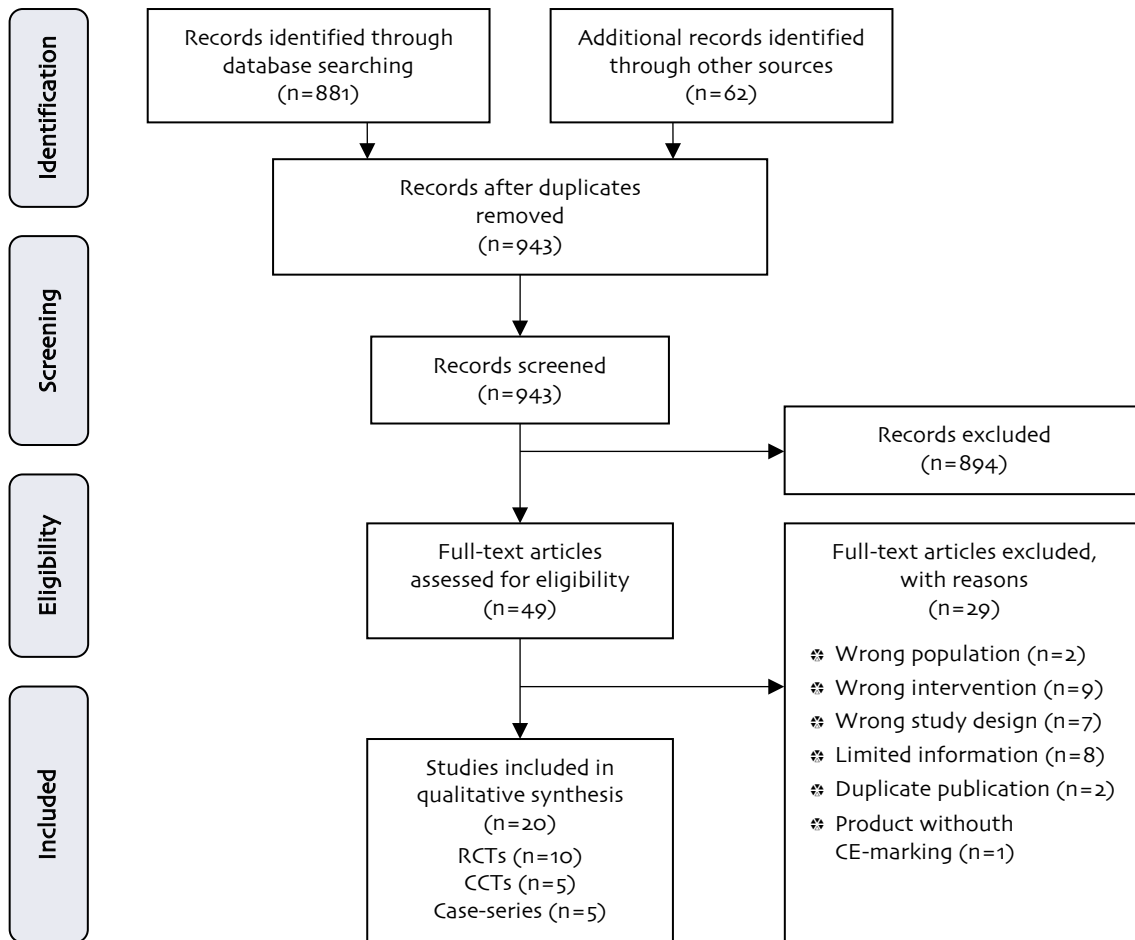 Identification
Records identified through
database searching
(n=881)
Additional records identified
through other sources
(n=62)
Records after duplicates
removed
(n=943)
Screening
Records screened
(n=943)
Records excluded
(n=894)
Eligibility
Full-text articles
assessed for eligibility
(n=49)
Full-text articles excluded,
with reasons
(n=29)
Wrong population (n=2)
Wrong intervention (n=9)
Wrong study design (n=7)
Limited information (n=8)
Duplicate publication (n=2)
Product withouth
CE-marking (n=1)
Included
Studies included in
qualitative synthesis
(n=20)
RCTs (n=10)
CCTs (n=5)
Case-series (n=5)